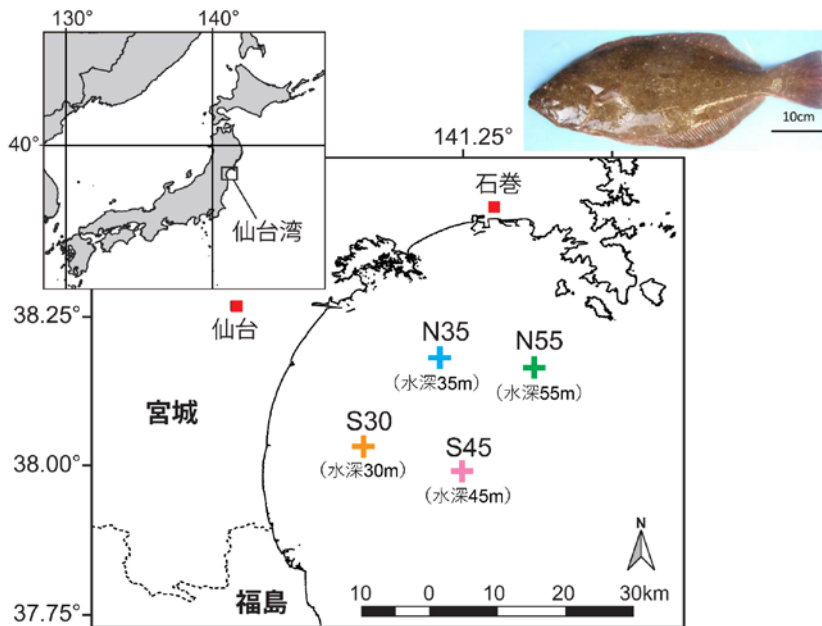 130°
140°
40°
仙台湾
10cm
141.25°
石巻
38.25°
仙台
N35
(水深35m)
N55
(水深55m)
宮城
S30
(水深30m)
38.00°
S45
(水深45m)
N
福島
10
0
10
20
30km
37.75°